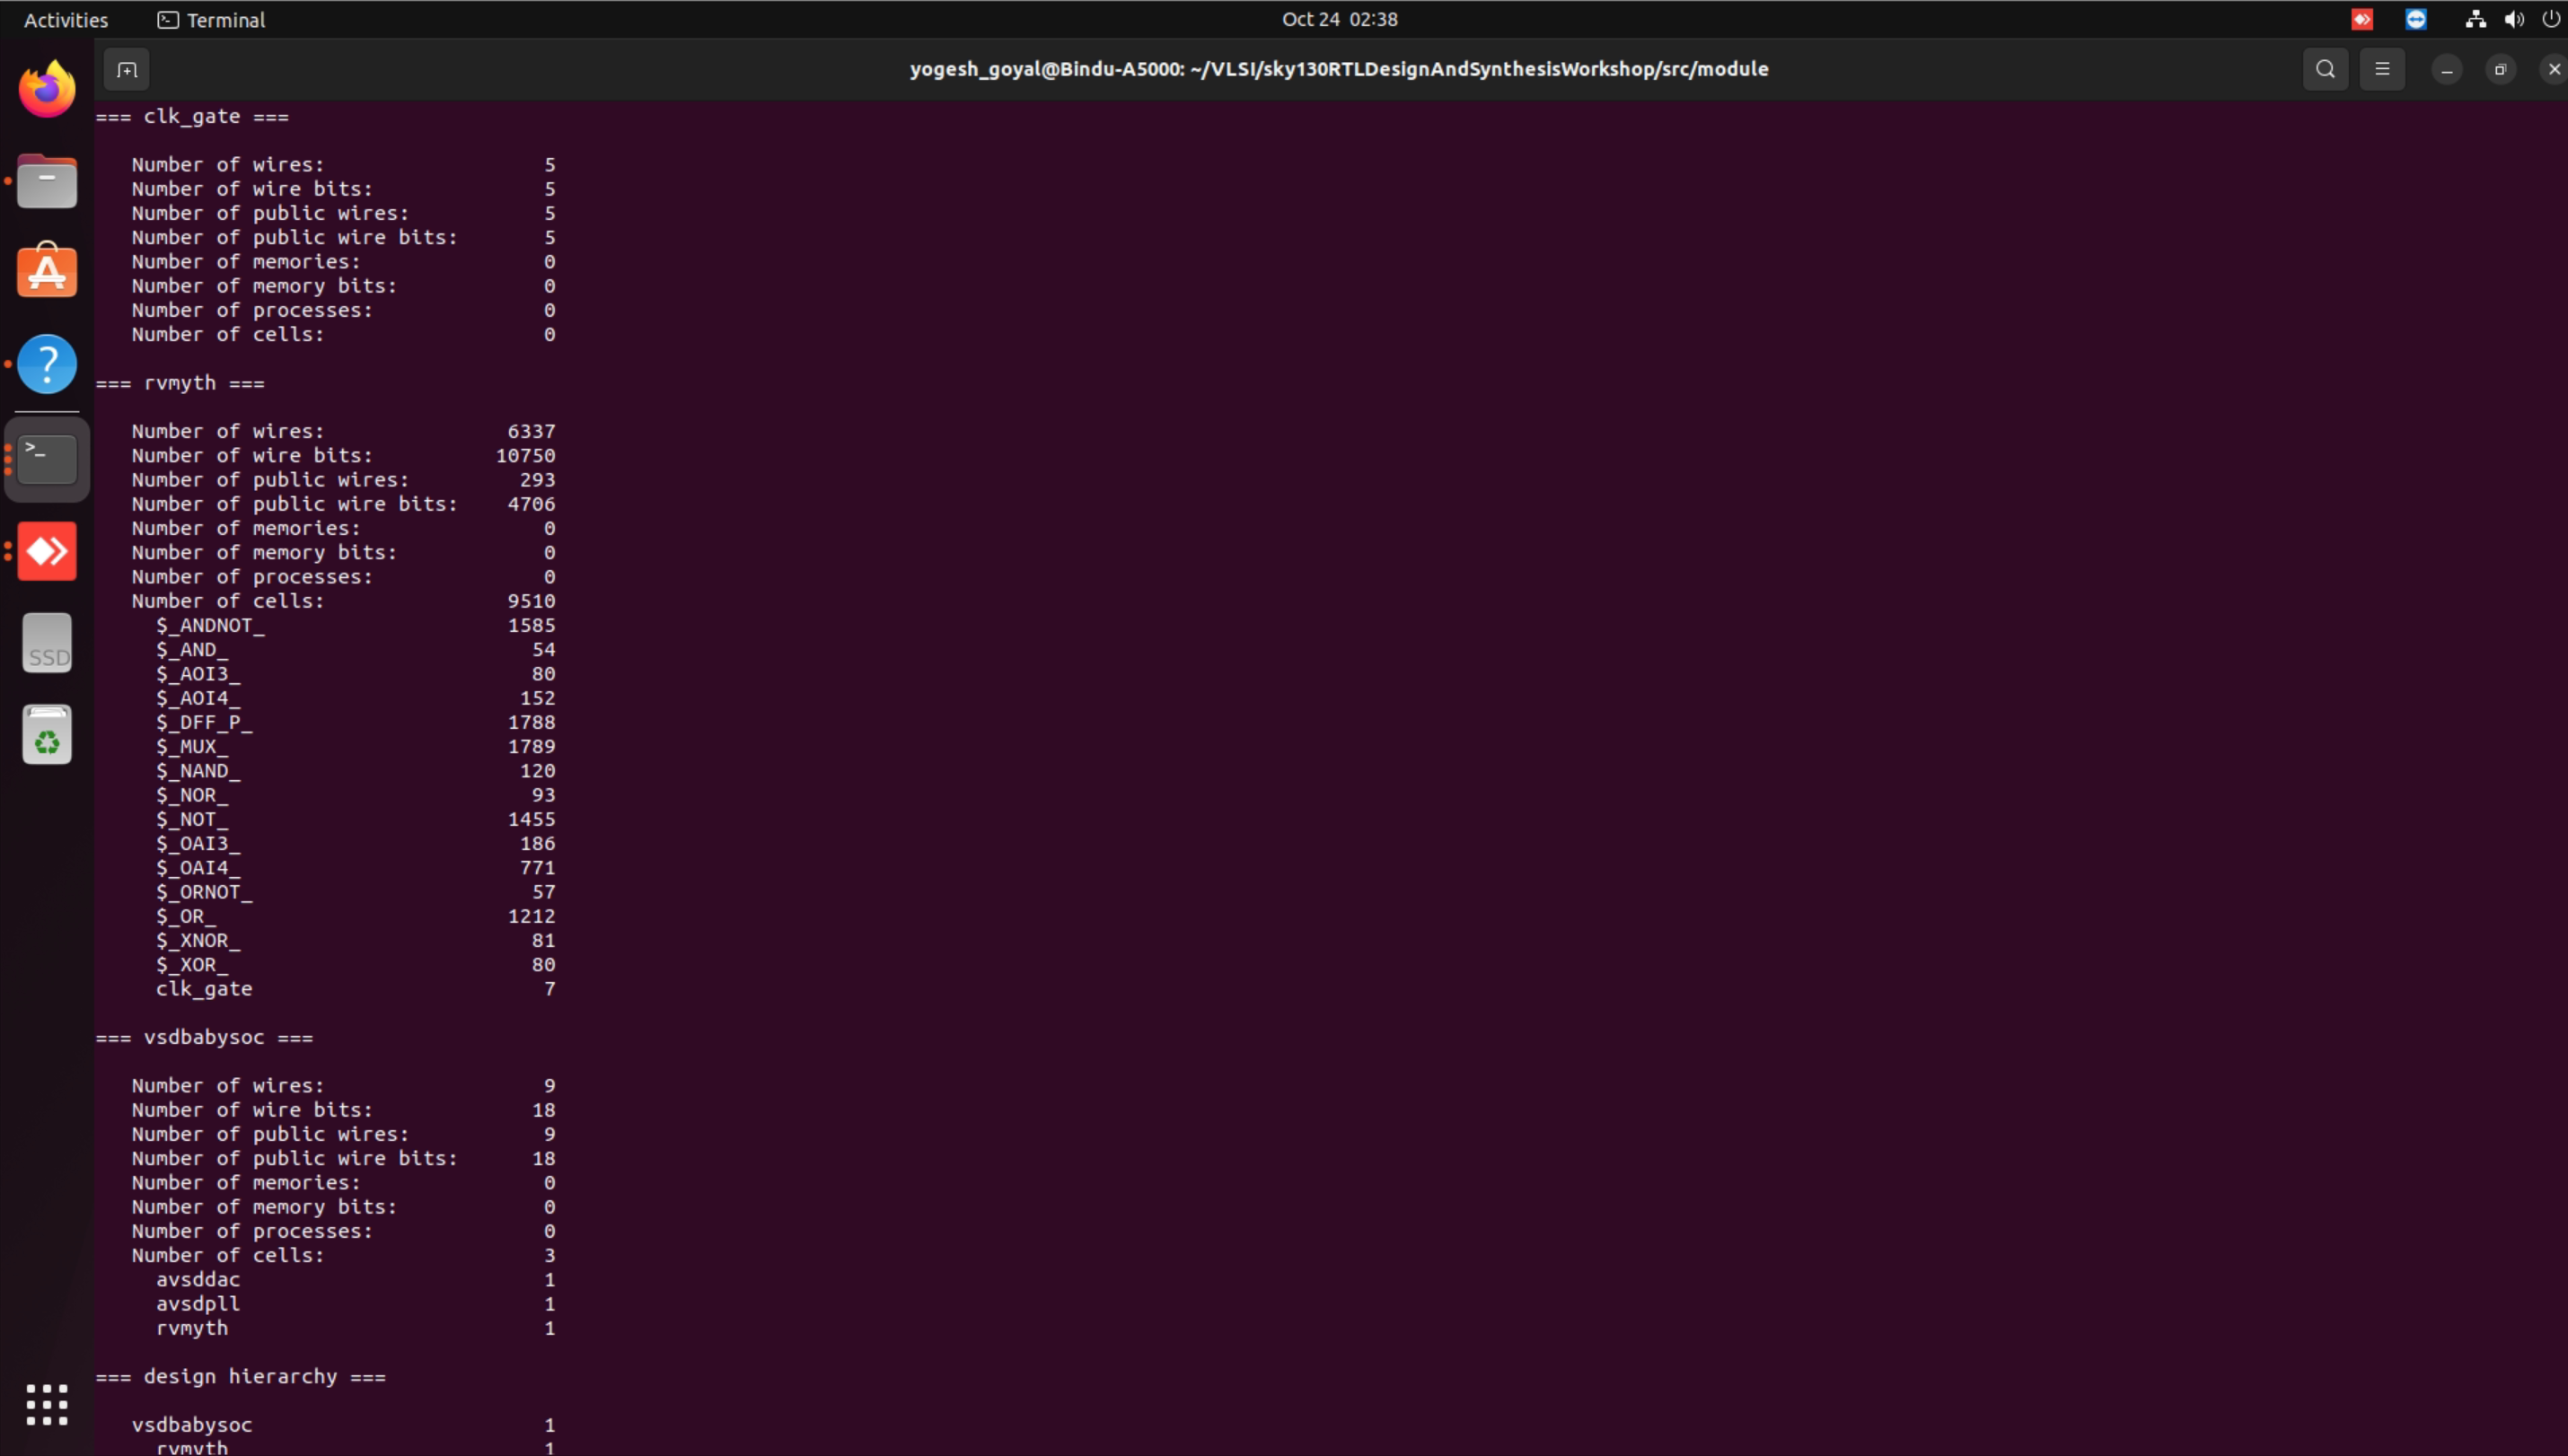 Activities Terminal Oct 24 02:38
yogesh_goyal@Bindu-A5000: ~/VLSI/sky130RTLDesignAndSynthesisWorkshop/src/module
=== clk_gate ===
Number of wires: 5
Number of wire bits: 5
Number of public wires: 5
Number of public wire bits: 5
Number of memories: 0
Number of memory bits: 0
Number of processes: 0
Number of cells: 0
=== rvmyth ===
Number of wires: 6337
Number of wire bits: 10750
Number of public wires: 293
Number of public wire bits: 4706
Number of memories: 0
Number of memory bits: 0
Number of processes: 0
Number of cells: 9510
$_ANDNOT_ 1585
$_AND_ 54
$_AOI3_ 80
$_AOI4_ 152
$_DFF_P_ 1788
$_MUX_ 1789
$_NAND_ 120
$_NOR_ 93
$_NOT_ 1455
$_OAI3_ 186
$_OAI4_ 771
$_ORNOT_ 57
$_OR_ 1212
$_XNOR_ 81
$_XOR_ 80
clk_gate 7
=== vsdbabysoc ===
Number of wires: 9
Number of wire bits: 18
Number of public wires: 9
Number of public wire bits: 18
Number of memories: 0
Number of memory bits: 0
Number of processes: 0
Number of cells: 3
avsddac 1
avsdpll 1
rvmyth 1
=== design hierarchy ===
vsdbabysoc 1
rvmyth 1
SSD